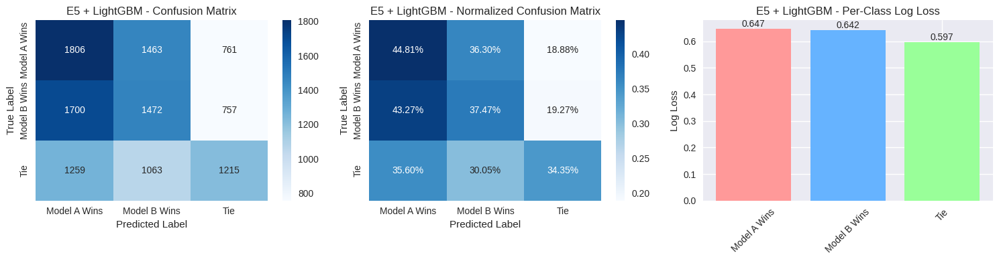 E5 + LightGBM - Confusion Matrix
True Label
Model A Wins
Model B Wins
Tie
1806 1463 761
1700 1472 757
1259 1063 1215
Model A Wins Model B Wins Tie
Predicted Label
1800
1600
1400
1200
1000
800
E5 + LightGBM - Normalized Confusion Matrix
True Label
Model A Wins
Model B Wins
Tie
44.81% 36.30% 18.88%
43.27% 37.47% 19.27%
35.60% 30.05% 34.35%
Model A Wins Model B Wins Tie
Predicted Label
0.40
0.35
0.30
0.25
0.20
E5 + LightGBM - Per-Class Log Loss
Log Loss
0.6
0.5
0.4
0.3
0.2
0.1
0.0
0.647
0.642
0.597
Model A Wins
Model B Wins
Tie